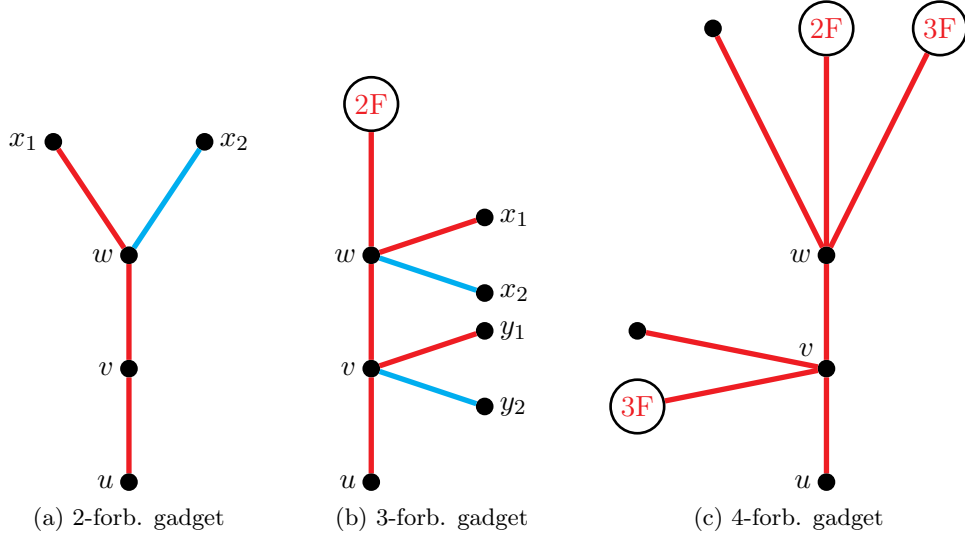 x₁
x₂
w
v
u
(a) 2-forb. gadget
2F
x₁
w
x₂
y₁
v
y₂
u
(b) 3-forb. gadget
2F
3F
w
v
3F
u
(c) 4-forb. gadget